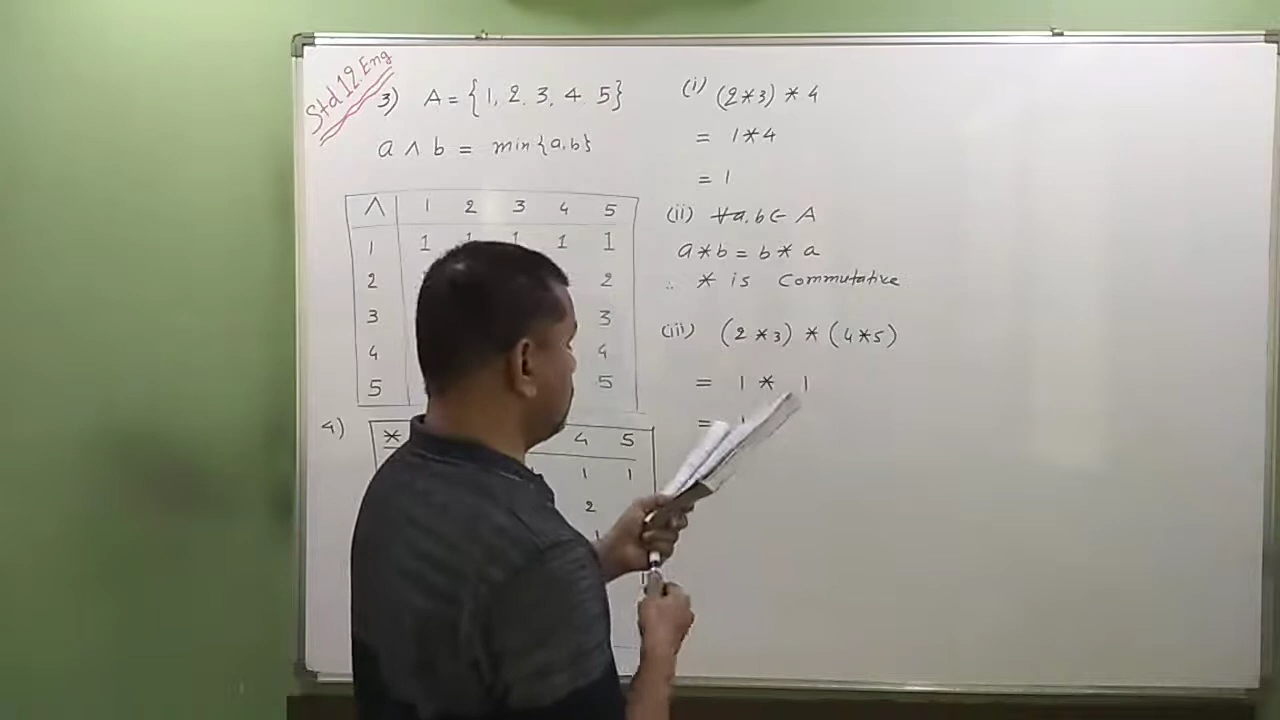 Std 12. Eng
3) A = { 1, 2, 3, 4. 5}
a ∧ b = min{a,b}
∧ 1 2 3 4 5
1 1 1 1 1 1
2 2
3 3
4 4
5 5
4) * 4 5
1 1
2
(i) (2*3) * 4
= 1*4
= 1
(ii) ∀a,b∈ A
a*b = b * a
∴ * is Commutative
(iii) (2*3) * (4*5)
= 1 * 1
=